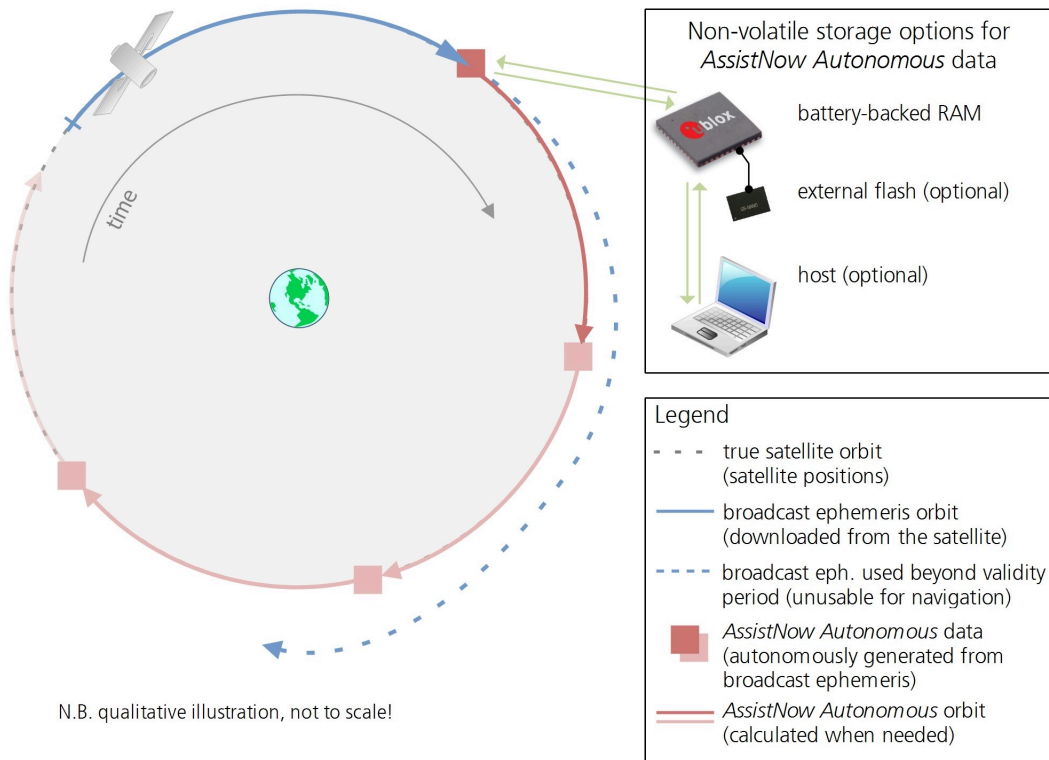 time
N.B. qualitative illustration, not to scale!
Non-volatile storage options for
AssistNow Autonomous data
ublox
battery-backed RAM
external flash (optional)
host (optional)
Legend
true satellite orbit
(satellite positions)
broadcast ephemeris orbit
(downloaded from the satellite)
broadcast eph. used beyond validity
period (unusable for navigation)
AssistNow Autonomous data
(autonomously generated from
broadcast ephemeris)
AssistNow Autonomous orbit
(calculated when needed)